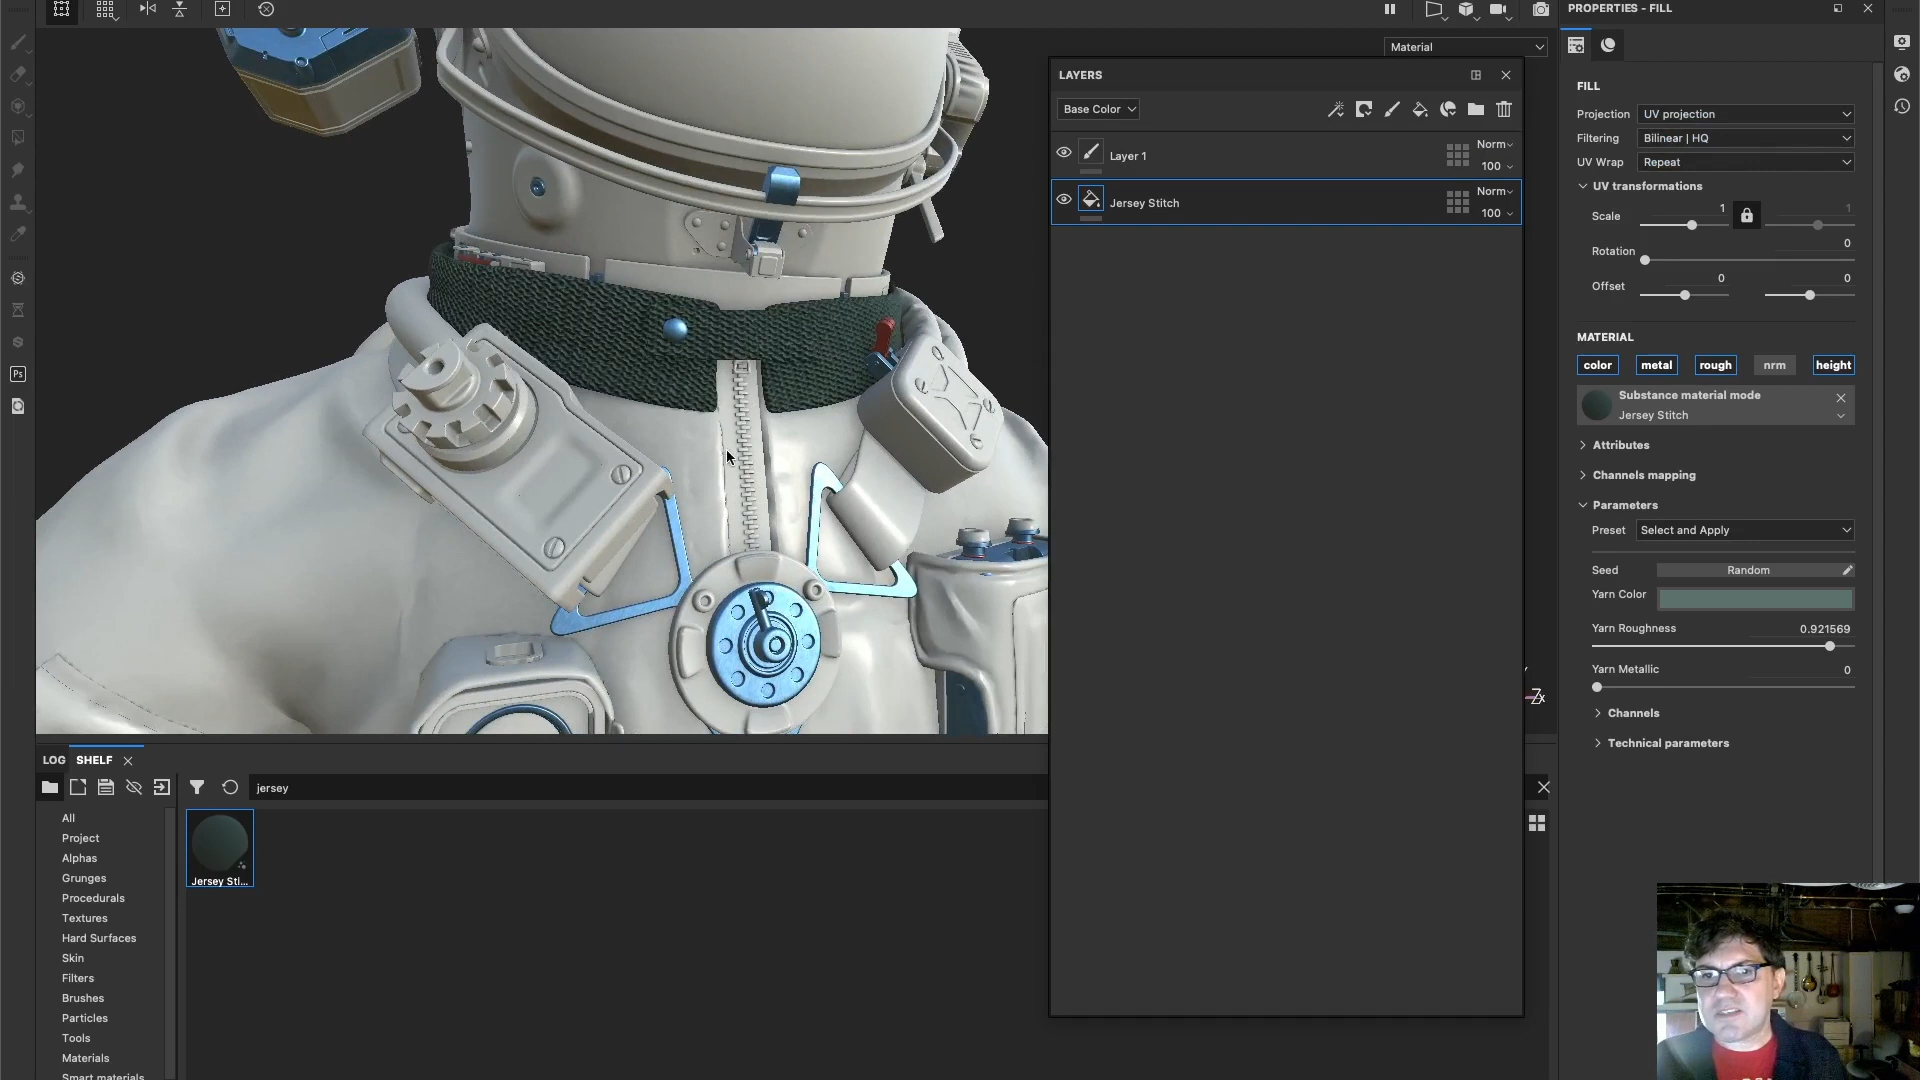 PROPERTIES - FILL
Material
LAYERS
Base Color
Layer 1
Norm
100
Jersey Stitch
Norm
100
FILL
Projection
UV projection
Filtering
Bilinear | HQ
UV Wrap
Repeat
UV transformations
Scale
1
1
Rotation
0
Offset
0
0
MATERIAL
color
metal
rough
nrm
height
Substance material mode
Jersey Stitch
Attributes
Channels mapping
Parameters
Preset
Select and Apply
Seed
Random
Yarn Color
Yarn Roughness
0.921569
Yarn Metallic
0
Channels
Technical parameters
Ps
LOG
SHELF
jersey
All
Project
Alphas
Grunges
Procedurals
Textures
Hard Surfaces
Skin
Filters
Brushes
Particles
Tools
Materials
Smart materials
Jersey Sti...